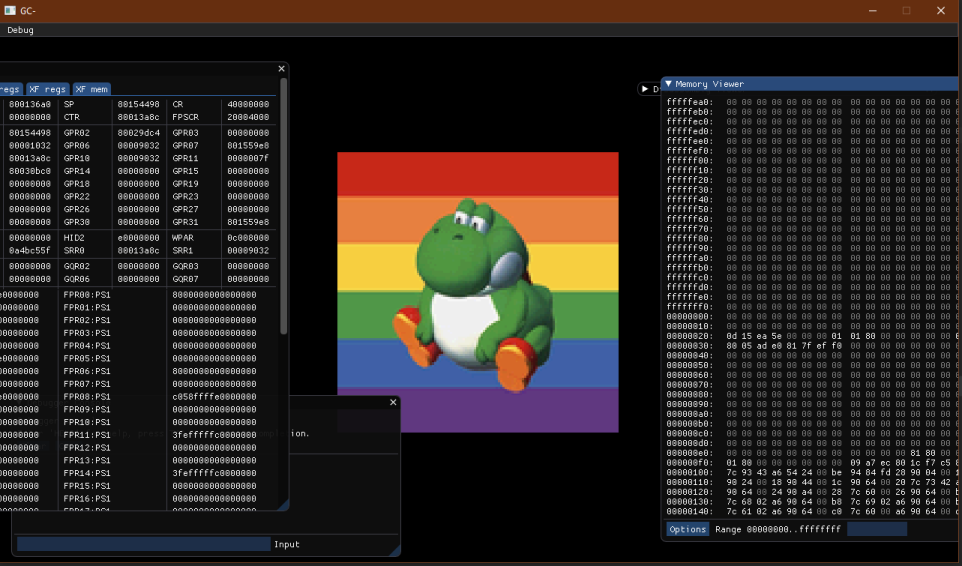 GC-
Debug
regs XF regs XF mem
800136a0 SP 80154498 CR 40000000
00000000 CTR 80013a8c FPSCR 20004000
80154498 GPR02 80029dc4 GPR03 00000000
00001032 GPR06 00009032 GPR07 801559e8
80013a8c GPR10 00009032 GPR11 0000007f
80030bc0 GPR14 00000000 GPR15 00000000
00000000 GPR18 00000000 GPR19 00000000
00000000 GPR22 00000000 GPR23 00000000
00000000 GPR26 00000000 GPR27 00000000
00000000 GPR30 00000000 GPR31 801559e8
00000000 HID2 e0000000 WPAR 0c000000
0a4bc55f SRR0 80013a8c SRR1 00009032
00000000 GQR02 00000000 GQR03 00000000
00000000 GQR06 00000000 GQR07 00000000
e0000000 FPR00:PS1 8000000000000000
00000000 FPR01:PS1 0000000000000000
00000000 FPR02:PS1 0000000000000000
00000000 FPR03:PS1 0000000000000000
00000000 FPR04:PS1 0000000000000000
00000000 FPR05:PS1 0000000000000000
00000000 FPR06:PS1 8000000000000000
00000000 FPR07:PS1 0000000000000000
e0000000 FPR08:PS1 c058ffffe0000000
00000000 FPR09:PS1 0000000000000000
00000000 FPR10:PS1 0000000000000000
c0000000 FPR11:PS1 3fefffffc0000000
00000000 FPR12:PS1 0000000000000000
00000000 FPR13:PS1 0000000000000000
c0000000 FPR14:PS1 3fefffffc0000000
00000000 FPR15:PS1 0000000000000000
00000000 FPR16:PS1 0000000000000000
Input
D
Memory Viewer
fffffea0: 00 00 00 00 00 00 00 00 00 00 00 00 00 00 00
fffffeb0: 00 00 00 00 00 00 00 00 00 00 00 00 00 00 00
fffffec0: 00 00 00 00 00 00 00 00 00 00 00 00 00 00 00
fffffed0: 00 00 00 00 00 00 00 00 00 00 00 00 00 00 00
fffffee0: 00 00 00 00 00 00 00 00 00 00 00 00 00 00 00
fffffef0: 00 00 00 00 00 00 00 00 00 00 00 00 00 00 00
ffffff00: 00 00 00 00 00 00 00 00 00 00 00 00 00 00 00
ffffff10: 00 00 00 00 00 00 00 00 00 00 00 00 00 00 00
ffffff20: 00 00 00 00 00 00 00 00 00 00 00 00 00 00 00
ffffff30: 00 00 00 00 00 00 00 00 00 00 00 00 00 00 00
ffffff40: 00 00 00 00 00 00 00 00 00 00 00 00 00 00 00
ffffff50: 00 00 00 00 00 00 00 00 00 00 00 00 00 00 00
ffffff60: 00 00 00 00 00 00 00 00 00 00 00 00 00 00 00
ffffff70: 00 00 00 00 00 00 00 00 00 00 00 00 00 00 00
ffffff80: 00 00 00 00 00 00 00 00 00 00 00 00 00 00 00
ffffff90: 00 00 00 00 00 00 00 00 00 00 00 00 00 00 00
ffffffa0: 00 00 00 00 00 00 00 00 00 00 00 00 00 00 00
ffffffb0: 00 00 00 00 00 00 00 00 00 00 00 00 00 00 00
ffffffc0: 00 00 00 00 00 00 00 00 00 00 00 00 00 00 00
ffffffd0: 00 00 00 00 00 00 00 00 00 00 00 00 00 00 00
ffffffe0: 00 00 00 00 00 00 00 00 00 00 00 00 00 00 00
fffffff0: 00 00 00 00 00 00 00 00 00 00 00 00 00 00 00
00000000: 00 00 00 00 00 00 00 00 00 00 00 00 00 00 00
00000010: 00 00 00 00 00 00 00 00 00 00 00 00 00 00 00
00000020: 0d 15 ea 5e 00 00 00 01 01 80 00 00 00 00 00
00000030: 80 05 ad e0 81 7f ef f0 00 00 00 00 00 00 00
00000040: 00 00 00 00 00 00 00 00 00 00 00 00 00 00 00
00000050: 00 00 00 00 00 00 00 00 00 00 00 00 00 00 00
00000060: 00 00 00 00 00 00 00 00 00 00 00 00 00 00 00
00000070: 00 00 00 00 00 00 00 00 00 00 00 00 00 00 00
00000080: 00 00 00 00 00 00 00 00 00 00 00 00 00 00 00
00000090: 00 00 00 00 00 00 00 00 00 00 00 00 00 00 00
000000a0: 00 00 00 00 00 00 00 00 00 00 00 00 00 00 00
000000b0: 00 00 00 00 00 00 00 00 00 00 00 00 00 00 00
000000c0: 00 00 00 00 00 00 00 00 00 00 00 00 00 00 00
000000d0: 00 00 00 00 00 00 00 00 00 00 00 00 00 00 00
000000e0: 00 00 00 00 00 00 00 00 00 00 00 00 81 80 00
000000f0: 01 80 00 00 00 00 00 00 09 a7 ec 80 1c f7 c5
00000100: 7c 93 43 a6 54 24 00 be 94 84 fd 28 90 04 00
00000110: 90 24 00 18 90 44 00 1c 90 64 00 20 7c 73 42
00000120: 90 64 00 24 90 a4 00 28 7c 60 00 26 90 64 00
00000130: 7c 68 02 a6 90 64 00 b8 7c 69 02 a6 90 64 00
00000140: 7c 61 02 a6 90 64 00 c0 7c 60 00 a6 90 64 00
Options Range 00000000..ffffffff